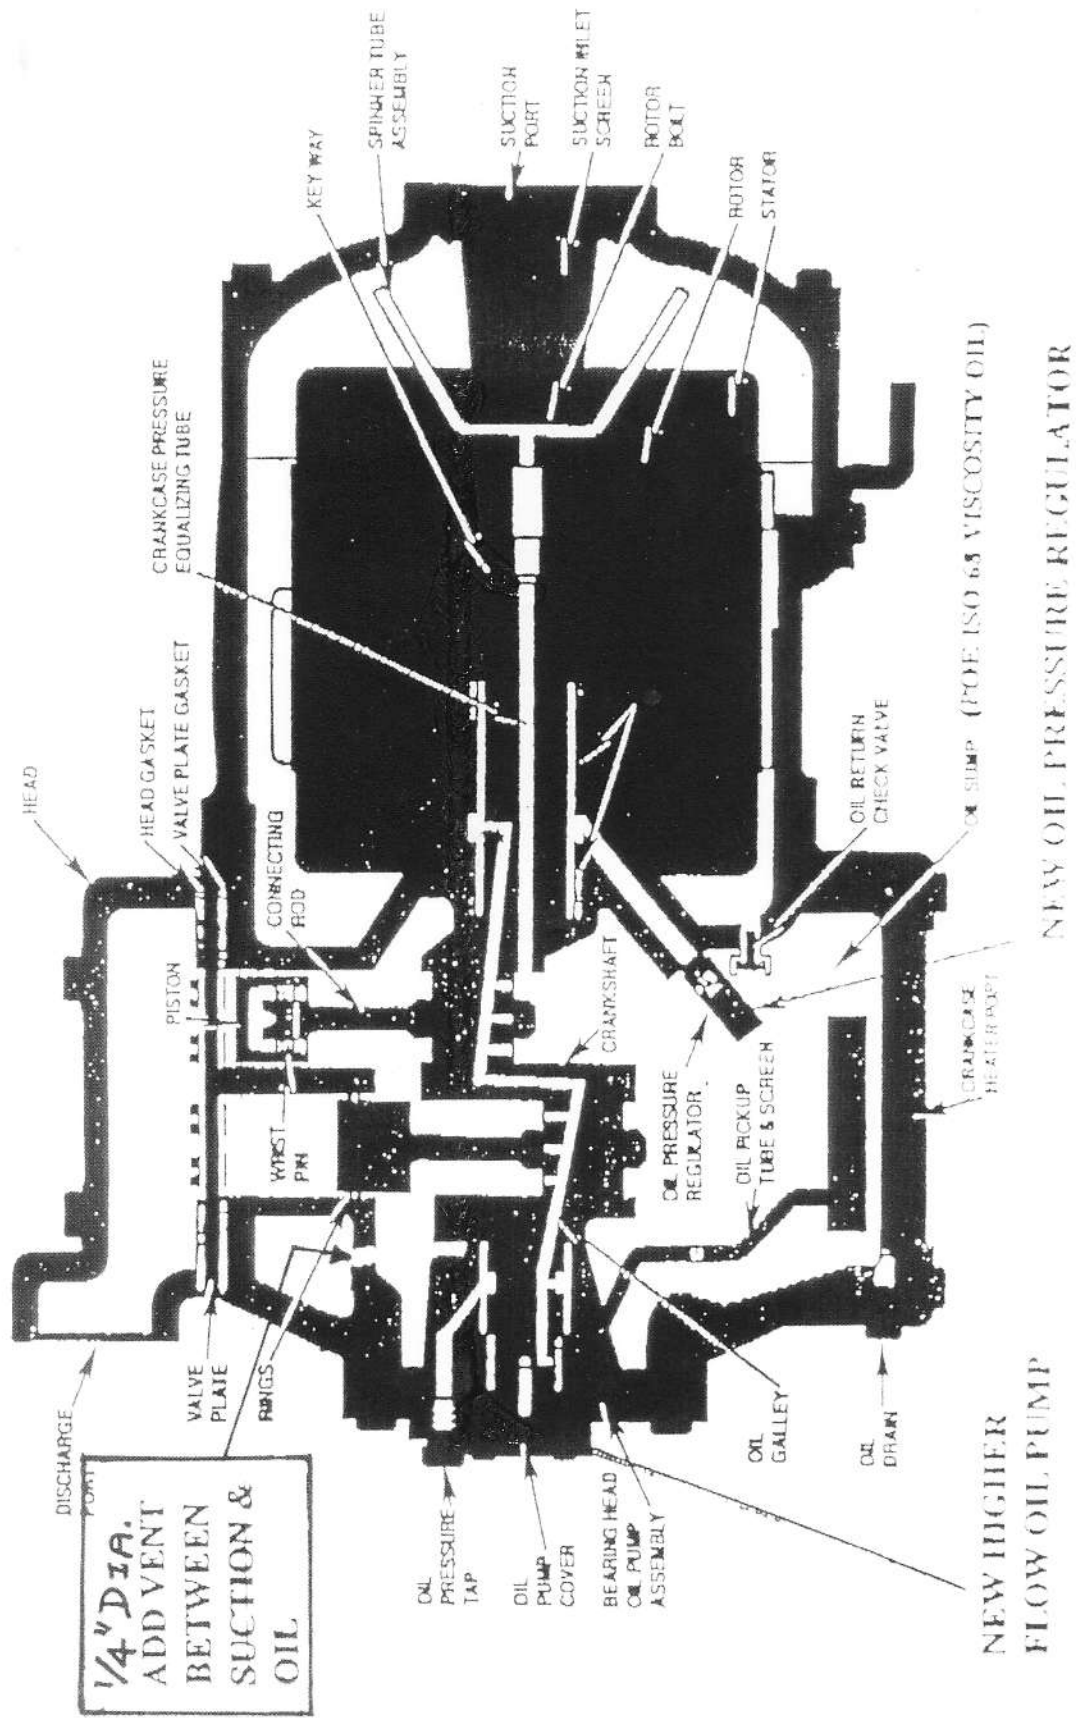 HEAD
HEAD GASKET
VALVE PLATE GASKET
CRANKCASE PRESSURE
EQUALIZING TUBE
KEY WAY
SPINNER TUBE
ASSEMBLY
SUCTION
PORT
SUCTION INLET
SCREEN
ROTOR
BOLT
ROTOR
STATOR
PISTON
CONNECTING
ROD
WRIST
PIN
DISCHARGE
PORT
VALVE
PLATE
RINGS
1/4" DIA.
ADD VENT
BETWEEN
SUCTION &
OIL
OIL
PRESSURE
TAP
OIL
PUMP
COVER
BEARING HEAD
OIL PUMP
ASSEMBLY
OIL
GALLEY
OIL
DRAIN
CRANKSHAFT
OIL PRESSURE
REGULATOR
OIL PICKUP
TUBE & SCREEN
OIL RETURN
CHECK VALVE
OIL SUMP (POE ISO 68 VISCOSITY OIL)
CRANKCASE
HEATER PORT
NEW HIGHER
FLOW OIL PUMP
NEW OIL PRESSURE REGULATOR